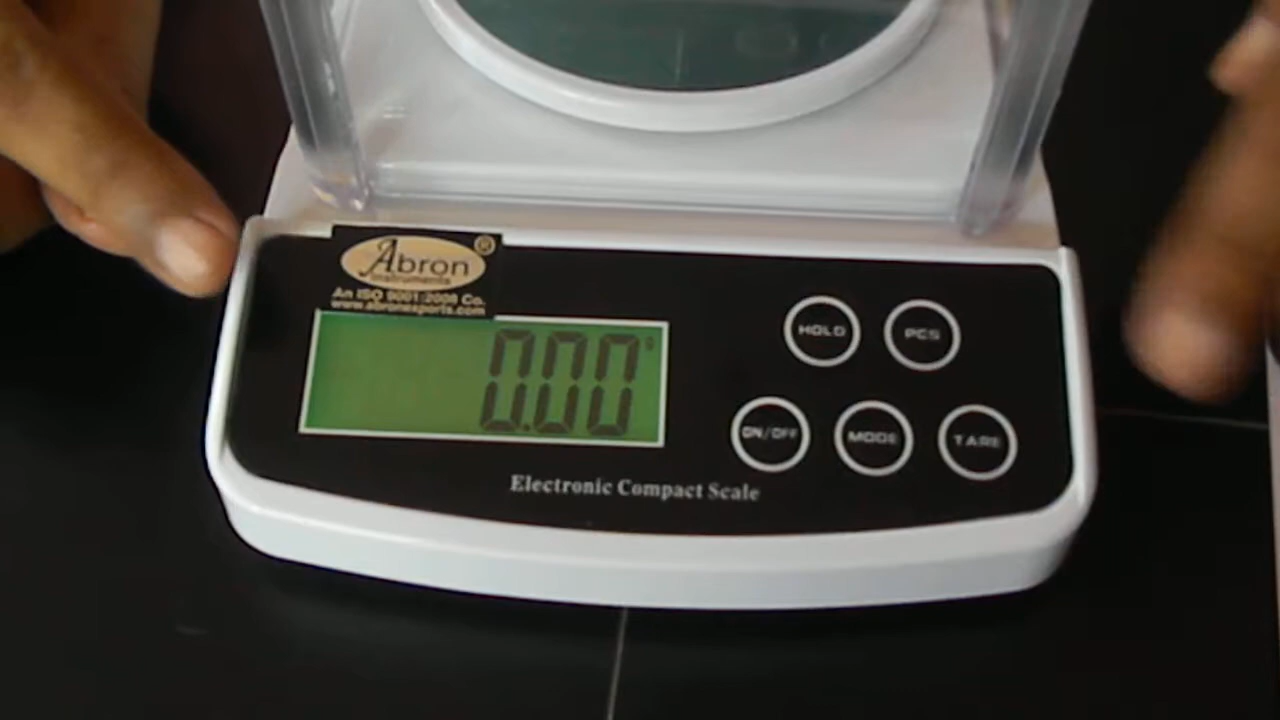 Abron ®
Instruments
An ISO 9001:2008 Co.
www.abronexports.com
0.00 g
HOLD PCS
ON/OFF MODE TARE
Electronic Compact Scale